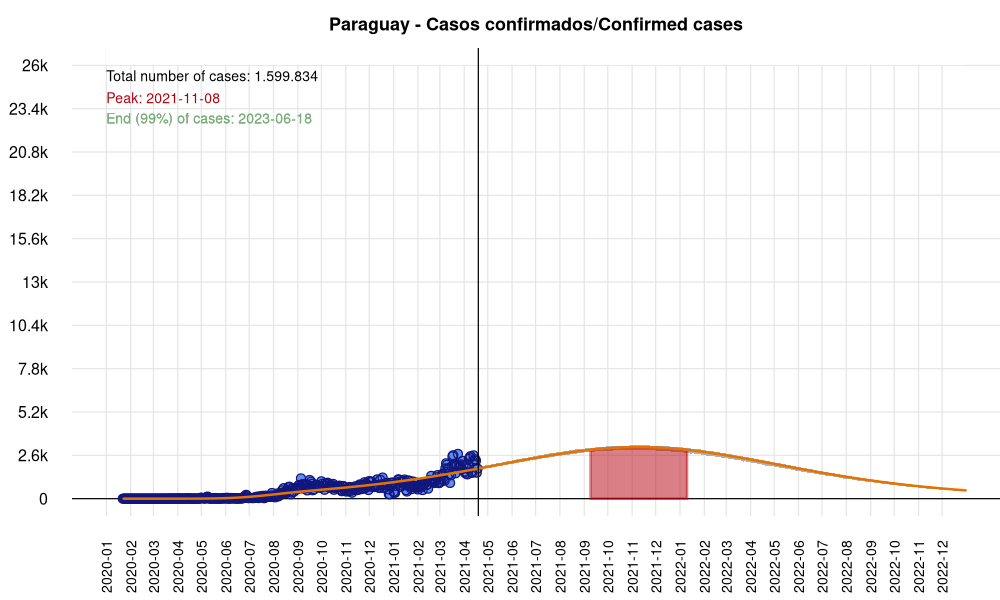 Paraguay - Casos confirmados/Confirmed cases
Total number of cases: 1.599.834
Peak: 2021-11-08
End (99%) of cases: 2023-06-18
26k
23.4k
20.8k
18.2k
15.6k
13k
10.4k
7.8k
5.2k
2.6k
0
2020-01
2020-02
2020-03
2020-04
2020-05
2020-06
2020-07
2020-08
2020-09
2020-10
2020-11
2020-12
2021-01
2021-02
2021-03
2021-04
2021-05
2021-06
2021-07
2021-08
2021-09
2021-10
2021-11
2021-12
2022-01
2022-02
2022-03
2022-04
2022-05
2022-06
2022-07
2022-08
2022-09
2022-10
2022-11
2022-12